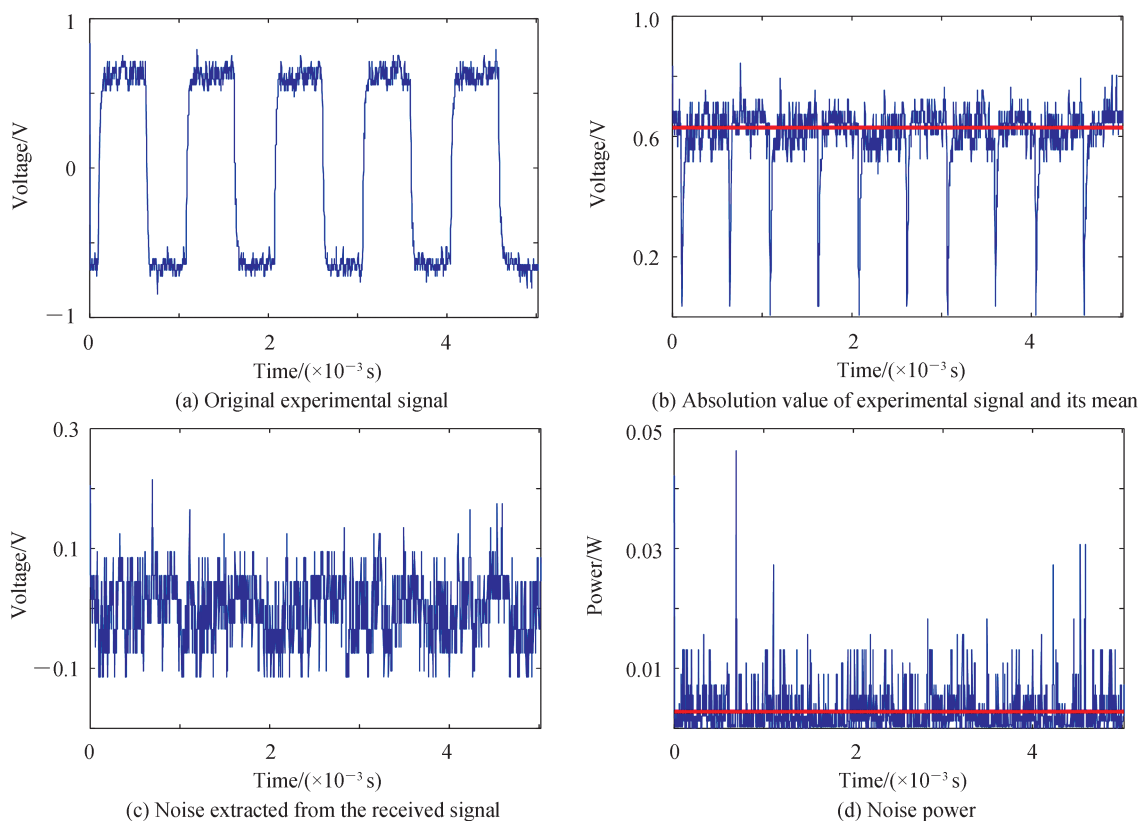 1
0
−1
Voltage/V
0
2
4
Time/(×10⁻³ s)
(a) Original experimental signal
1.0
0.6
0.2
Voltage/V
0
2
4
Time/(×10⁻³ s)
(b) Absolution value of experimental signal and its mean
0.3
0.1
−0.1
Voltage/V
0
2
4
Time/(×10⁻³ s)
(c) Noise extracted from the received signal
0.05
0.03
0.01
Power/W
0
2
4
Time/(×10⁻³ s)
(d) Noise power